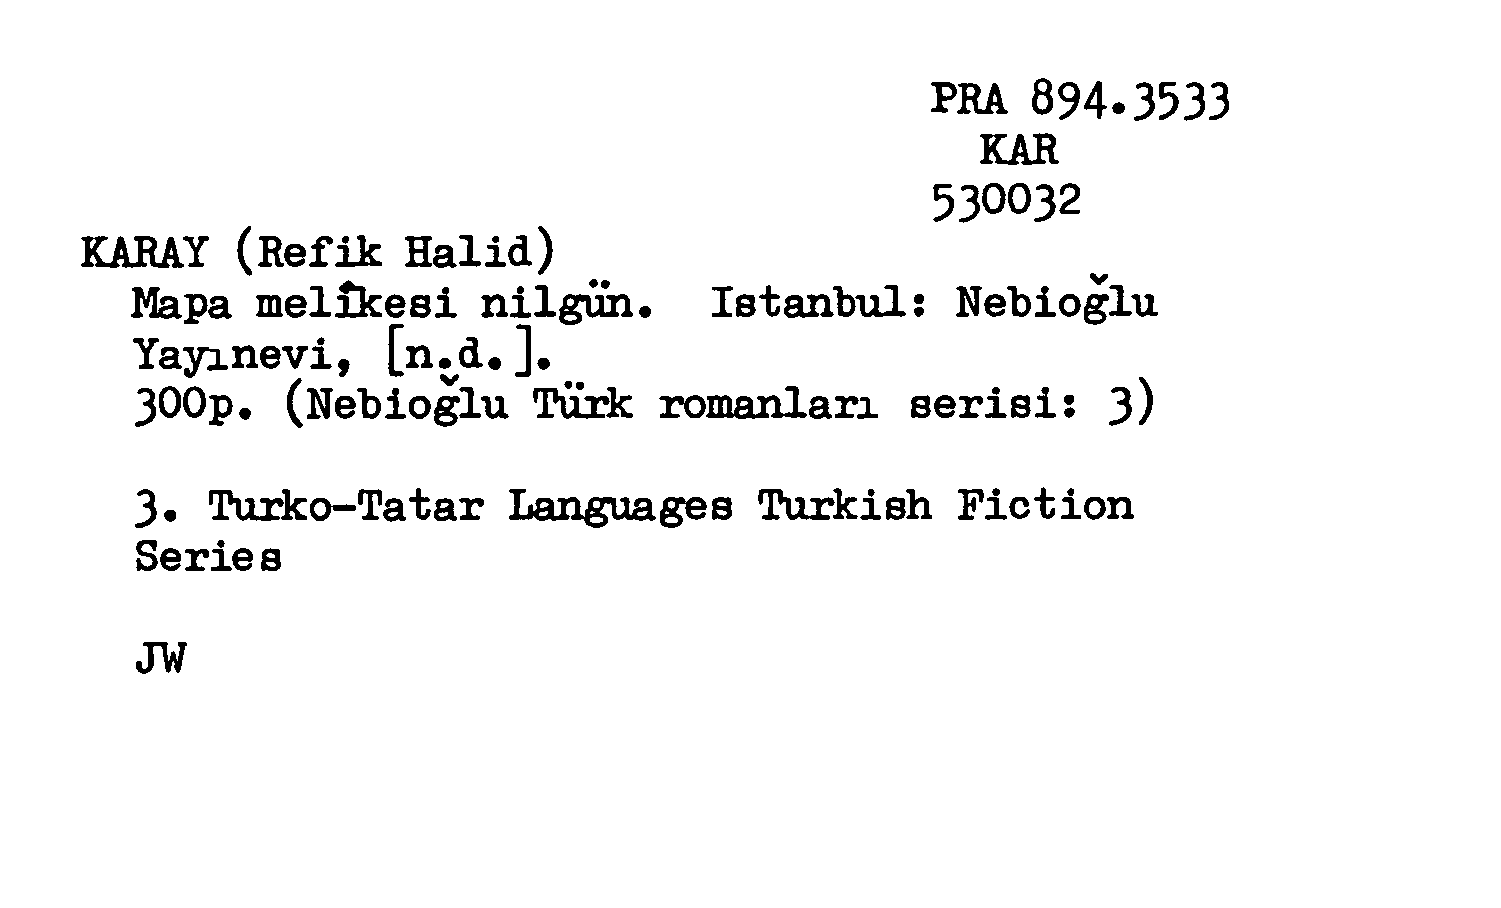 PRA 894.3533
KAR
530032
KARAY (Refik Halid)
Mapa melîkesi nilgün. Istanbul: Nebioğlu
Yayınevi, [n.d.].
300p. (Nebioğlu Türk romanları serisi: 3)
3. Turko-Tatar Languages Turkish Fiction
Series
JW